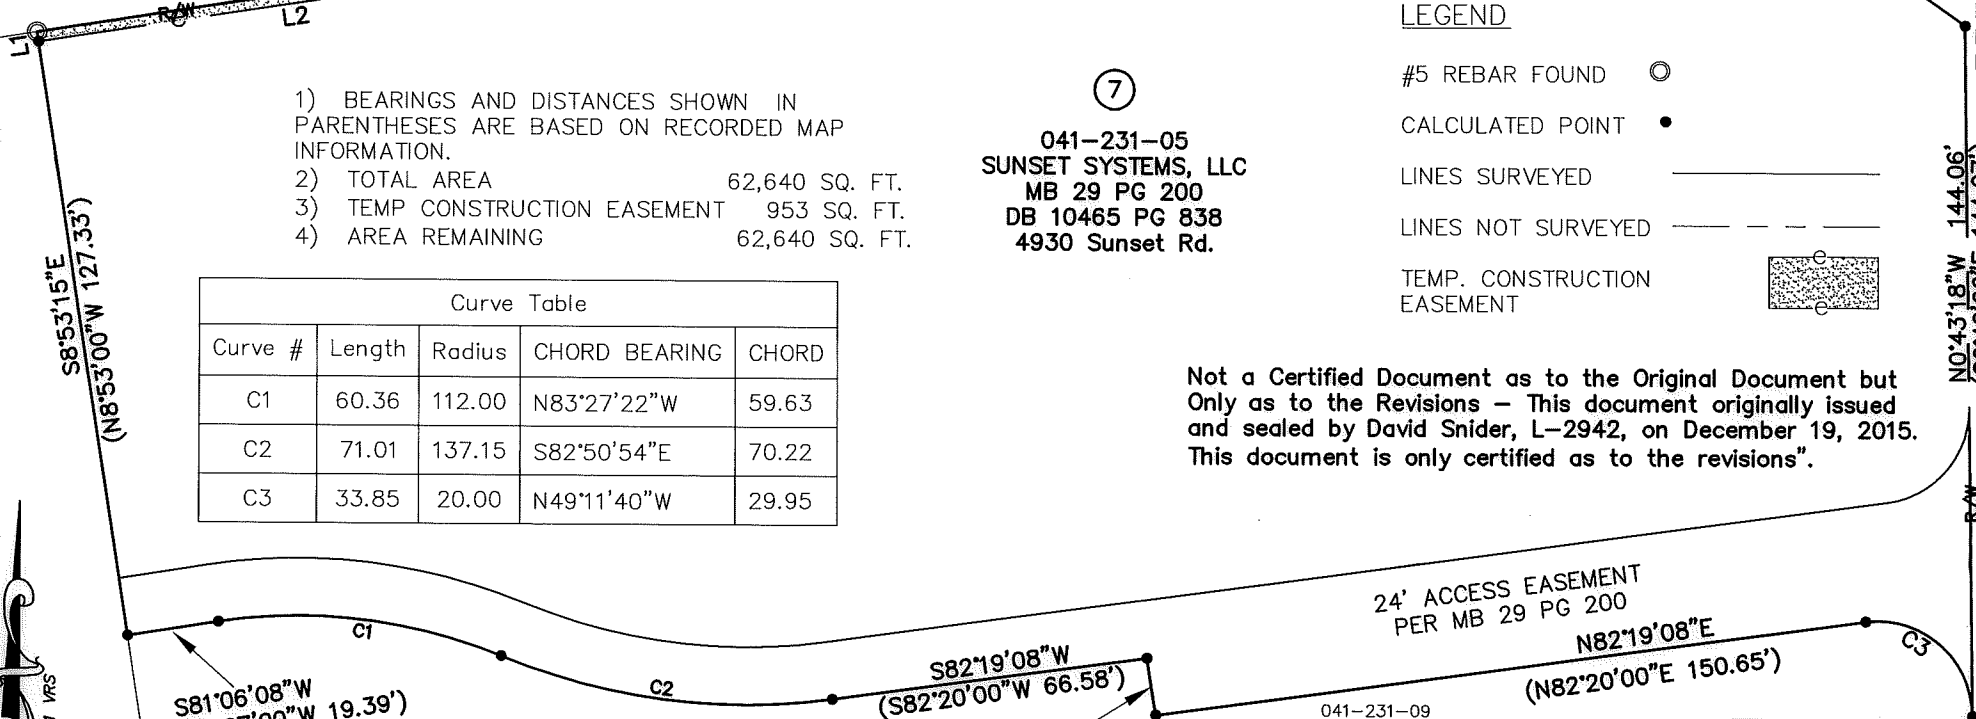 R/W
L2
L1
1) BEARINGS AND DISTANCES SHOWN IN
PARENTHESES ARE BASED ON RECORDED MAP
INFORMATION.
2) TOTAL AREA 62,640 SQ. FT.
3) TEMP CONSTRUCTION EASEMENT 953 SQ. FT.
4) AREA REMAINING 62,640 SQ. FT.
7
041-231-05
SUNSET SYSTEMS, LLC
MB 29 PG 200
DB 10465 PG 838
4930 Sunset Rd.
LEGEND
#5 REBAR FOUND
CALCULATED POINT
LINES SURVEYED
LINES NOT SURVEYED
TEMP. CONSTRUCTION
EASEMENT
e
e
S8°53'15"E
(N8°53'00"W 127.33')
N0°43'18"W 144.06'
Curve Table
Curve # Length Radius CHORD BEARING CHORD
C1 60.36 112.00 N83°27'22"W 59.63
C2 71.01 137.15 S82°50'54"E 70.22
C3 33.85 20.00 N49°11'40"W 29.95
Not a Certified Document as to the Original Document but
Only as to the Revisions – This document originally issued
and sealed by David Snider, L-2942, on December 19, 2015.
This document is only certified as to the revisions".
R/W
24' ACCESS EASEMENT
PER MB 29 PG 200
C1
C2
C3
S82°19'08"W
(S82°20'00"W 66.58')
N82°19'08"E
(N82°20'00"E 150.65')
S81°06'08"W
19.39')
VRS
041-231-09